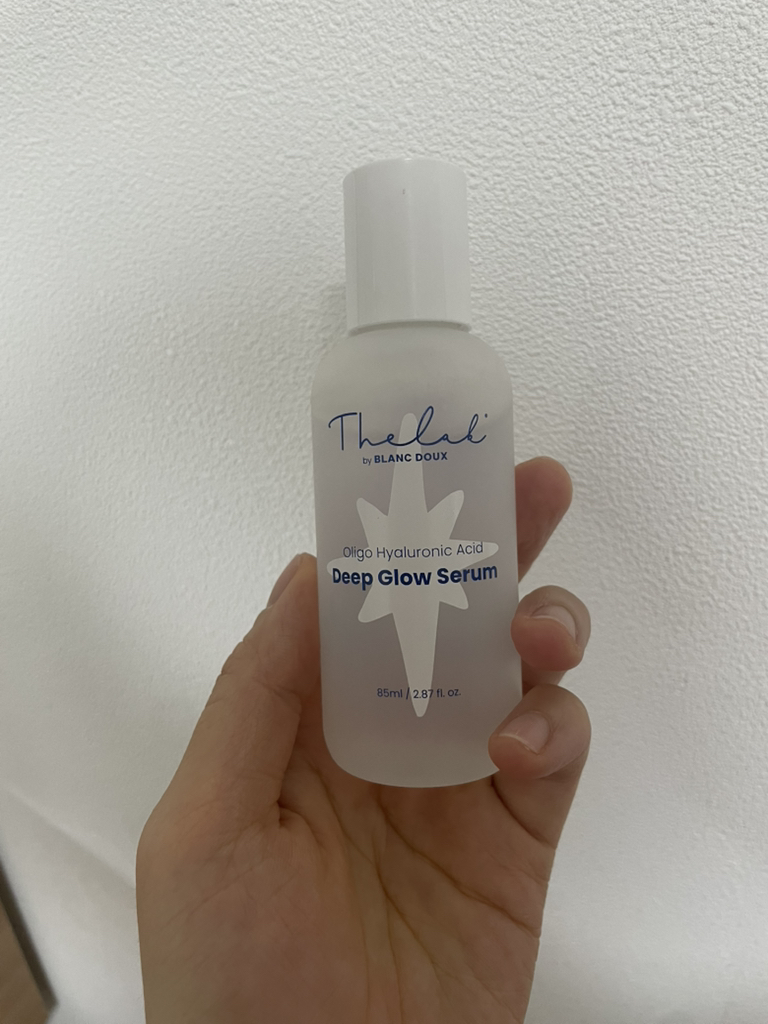 Thelab®
by BLANC DOUX
Oligo Hyaluronic Acid
Deep Glow Serum
85ml / 2.87 fl. oz.